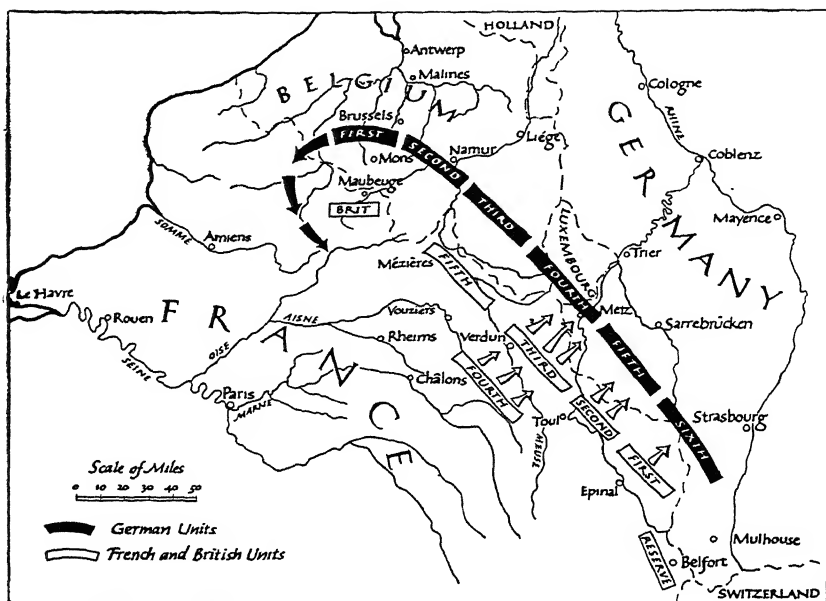 HOLLAND
Antwerp
Malines
BELGIUM
Brussels
Cologne
RHINE
GERMANY
Liége
Namur
Mons
Maubeuge
FIRST
SECOND
THIRD
FOURTH
FIFTH
SIXTH
BRIT
Coblenz
Mayence
LUXEMBOURG
Trier
SOMME
Amiens
Mézières
FIFTH
Metz
Sarrebrücken
Le Havre
Rouen
FRANCE
AISNE
Vouziers
Verdun
Rheims
OISE
SEINE
Paris
MARNE
Châlons
FOURTH
THIRD
SECOND
FIRST
Toul
MEUSE
Strasbourg
Epinal
RESERVE
Mulhouse
Belfort
SWITZERLAND
Scale of Miles
0 10 20 30 40 50
German Units
French and British Units